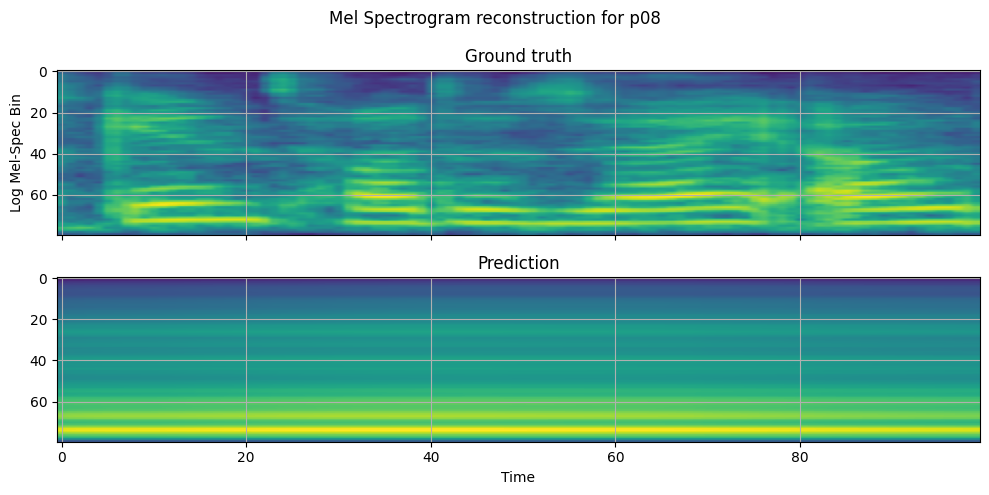 Mel Spectrogram reconstruction for p08
Ground truth
0
20
40
60
Log Mel-Spec Bin
Prediction
0
20
40
60
0 20 40 60 80
Time